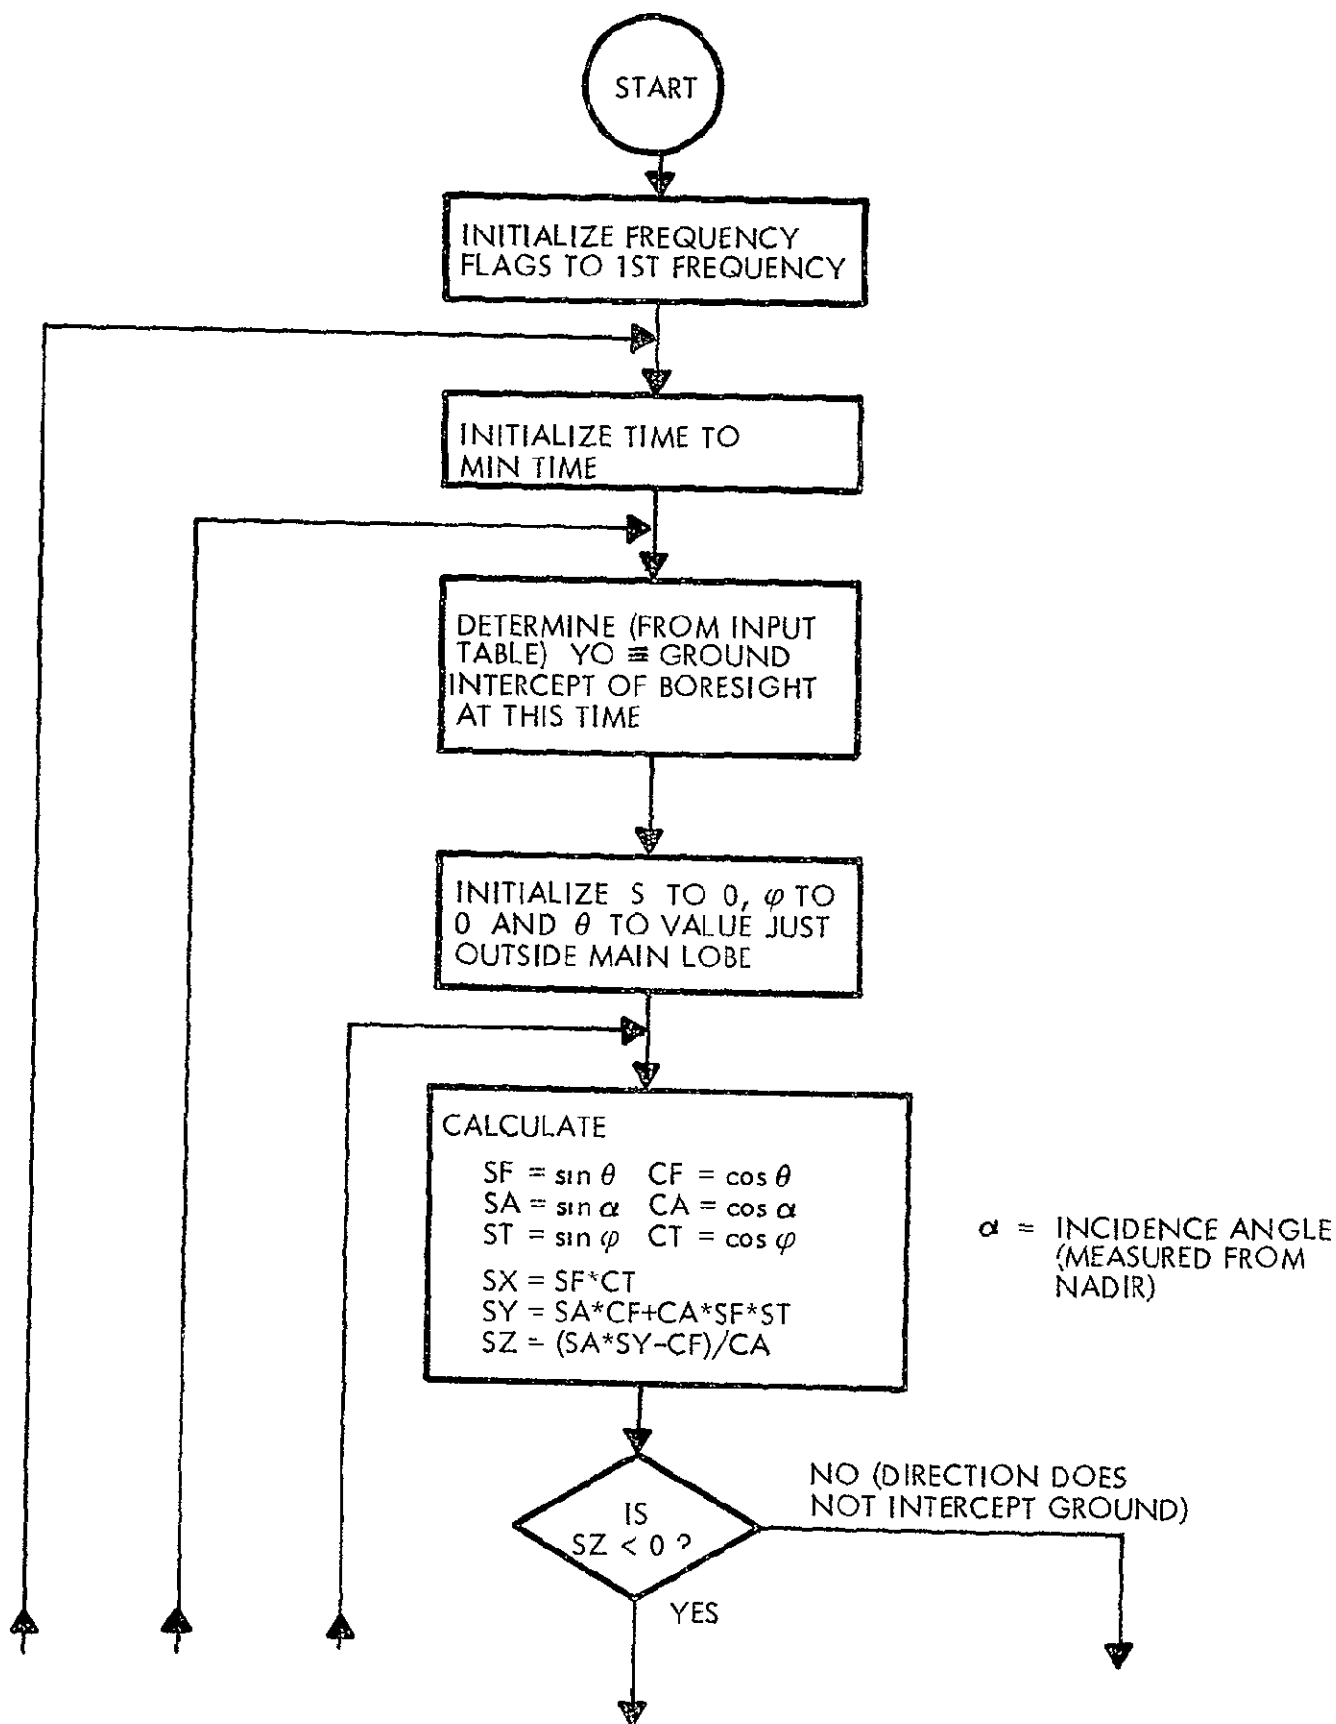 START
INITIALIZE FREQUENCY
FLAGS TO 1ST FREQUENCY
INITIALIZE TIME TO
MIN TIME
DETERMINE (FROM INPUT
TABLE) YO ≡ GROUND
INTERCEPT OF BORESIGHT
AT THIS TIME
INITIALIZE S TO 0, φ TO
0 AND θ TO VALUE JUST
OUTSIDE MAIN LOBE
CALCULATE
SF = sin θ CF = cos θ
SA = sin α CA = cos α
ST = sin φ CT = cos φ
SX = SF*CT
SY = SA*CF+CA*SF*ST
SZ = (SA*SY-CF)/CA
α = INCIDENCE ANGLE
(MEASURED FROM
NADIR)
IS
SZ < 0 ?
NO (DIRECTION DOES
NOT INTERCEPT GROUND)
YES